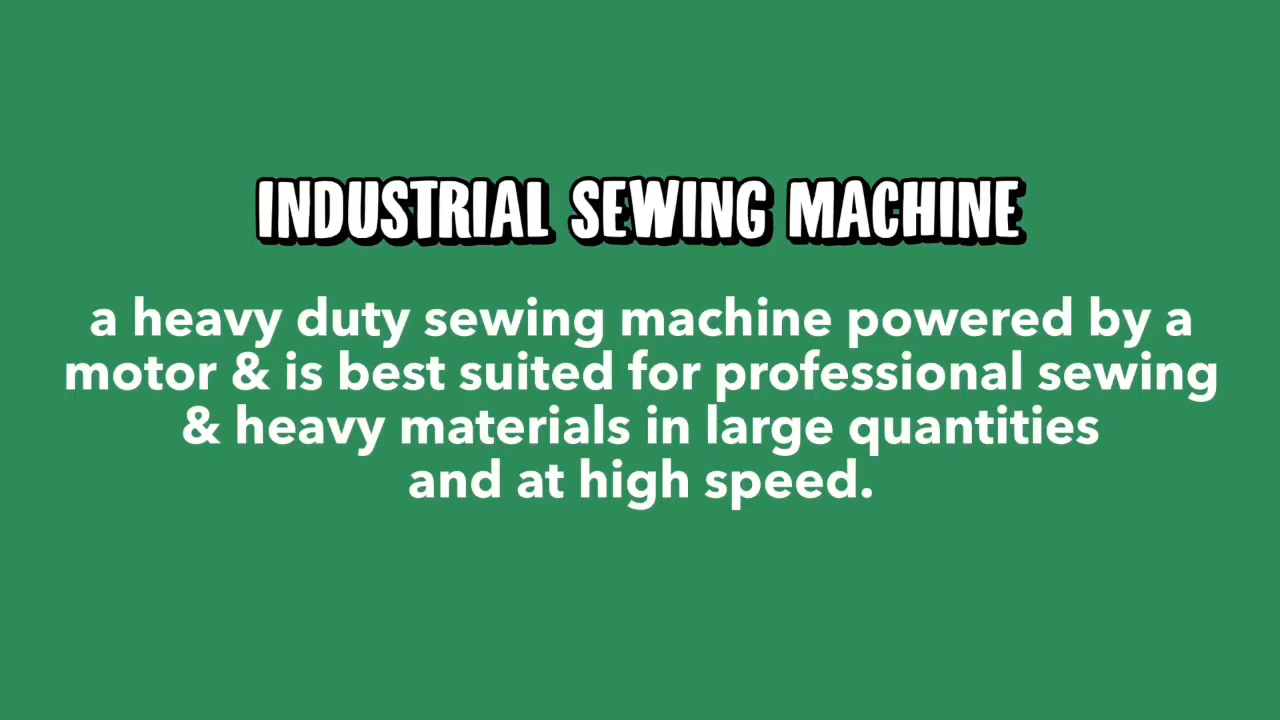 INDUSTRIAL SEWING MACHINE
a heavy duty sewing machine powered by a
motor & is best suited for professional sewing
& heavy materials in large quantities
and at high speed.